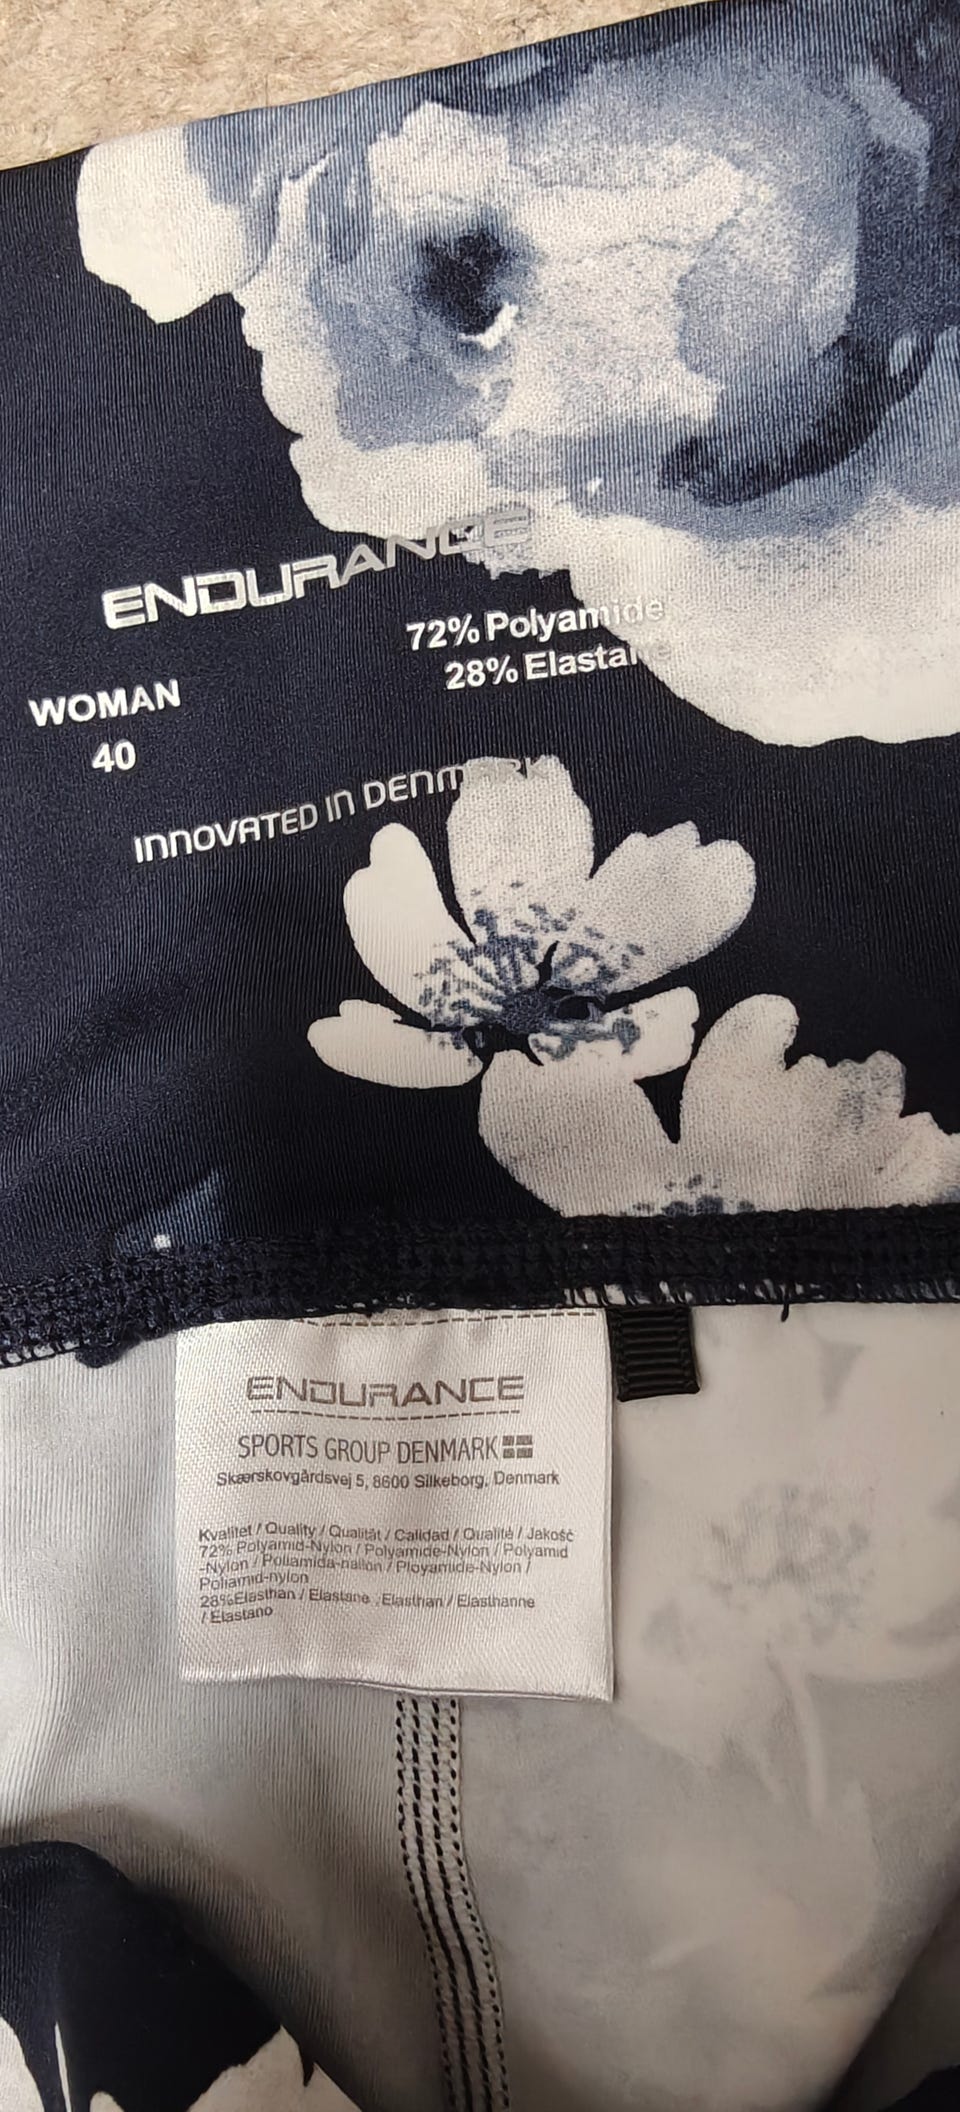 ENDURANCE
72% Polyamide
28% Elastane
WOMAN
40
INNOVATED IN DENMARK
ENDURANCE
SPORTS GROUP DENMARK
Skærskovgårdsvej 5, 8600 Silkeborg, Denmark
Kvalitet / Quality / Qualität / Calidad / Qualité / Jakość
72% Polyamid-Nylon / Polyamide-Nylon / Polyamid
-Nylon / Poliamida-nailon / Ployamide-Nylon /
Poliamid-nylon
28%Elasthan / Elastane , Elasthan / Elasthanne
/ Elastano